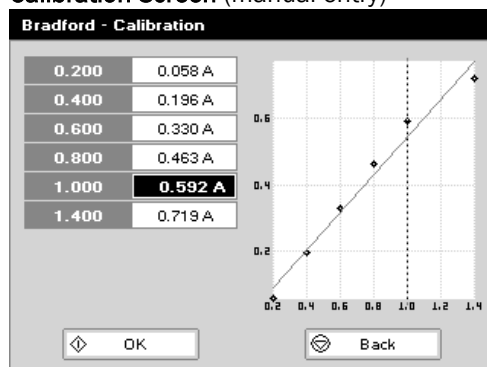 Calibration Screen (manual entry)
Bradford - Calibration
0.200 0.058 A
0.400 0.196 A
0.600 0.330 A
0.800 0.463 A
1.000 0.592 A
1.400 0.719 A
0.6
0.4
0.2
0.2 0.4 0.6 0.8 1.0 1.2 1.4
OK
Back